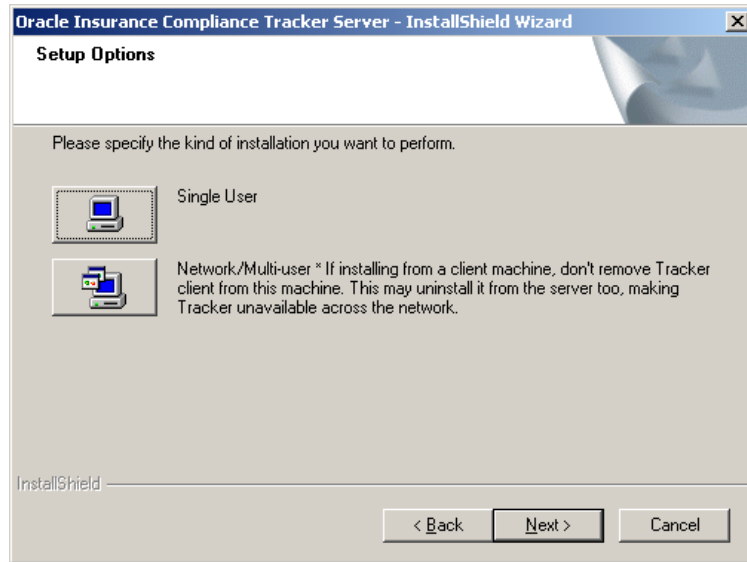 Oracle Insurance Compliance Tracker Server - InstallShield Wizard
Setup Options
Please specify the kind of installation you want to perform.
Single User
Network/Multi-user * If installing from a client machine, don't remove Tracker
client from this machine. This may uninstall it from the server too, making
Tracker unavailable across the network.
InstallShield
< Back
Next >
Cancel